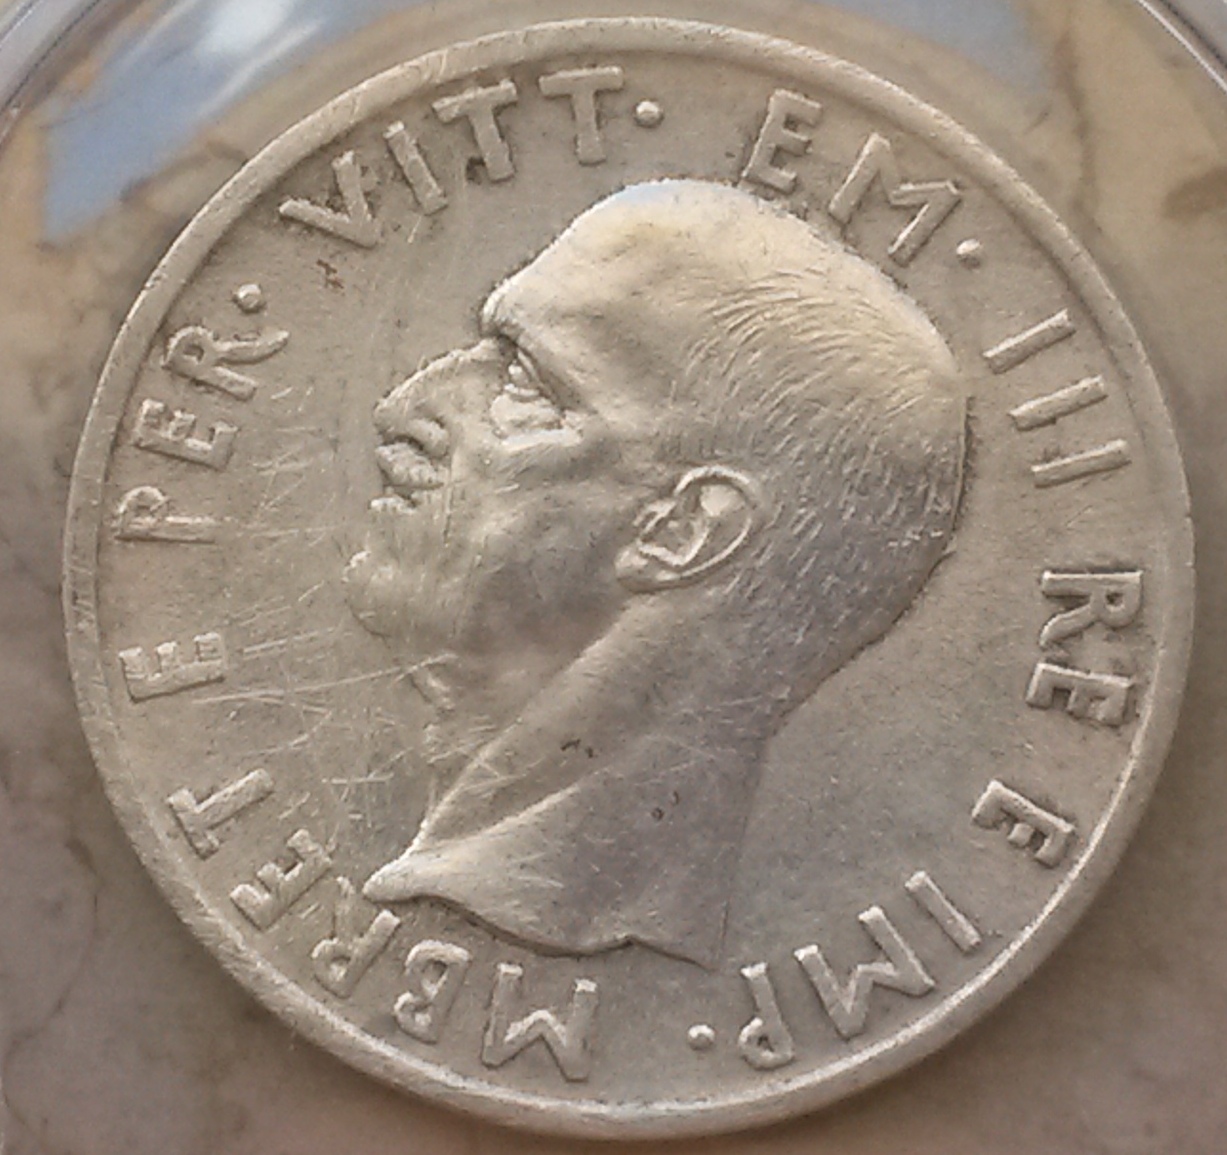 VITT· EM· III RE E IMP· MBRET E PER·